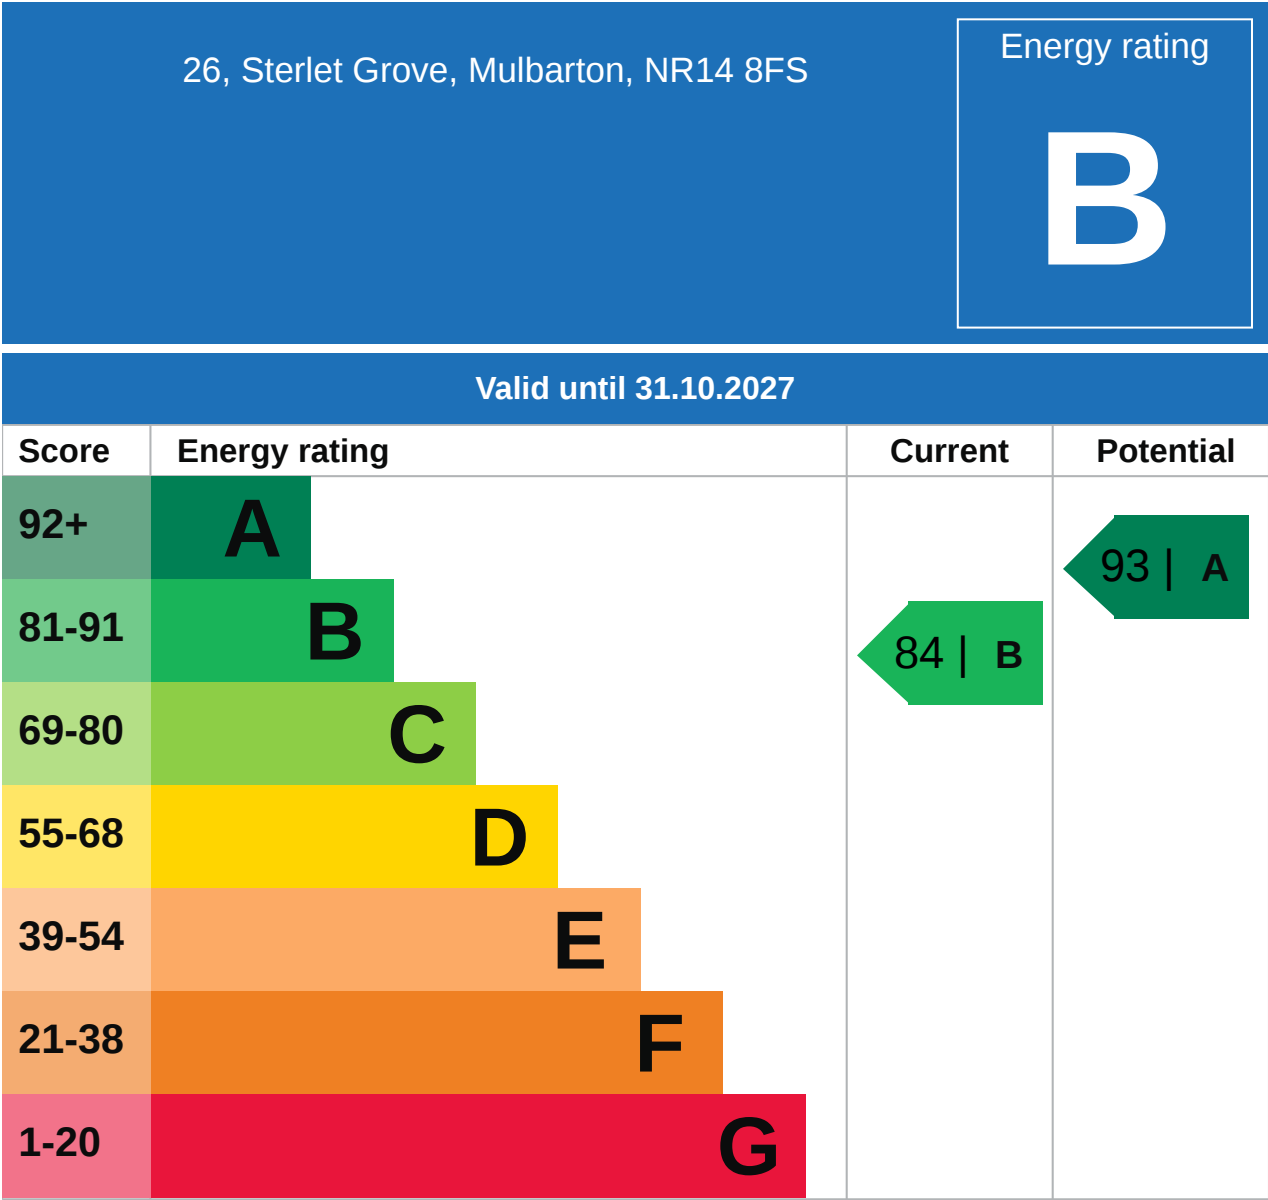 26, Sterlet Grove, Mulbarton, NR14 8FS
Energy rating
B
Valid until 31.10.2027
Score Energy rating Current Potential
92+ A
93 | A
81-91 B
84 | B
69-80 C
55-68 D
39-54 E
21-38 F
1-20 G